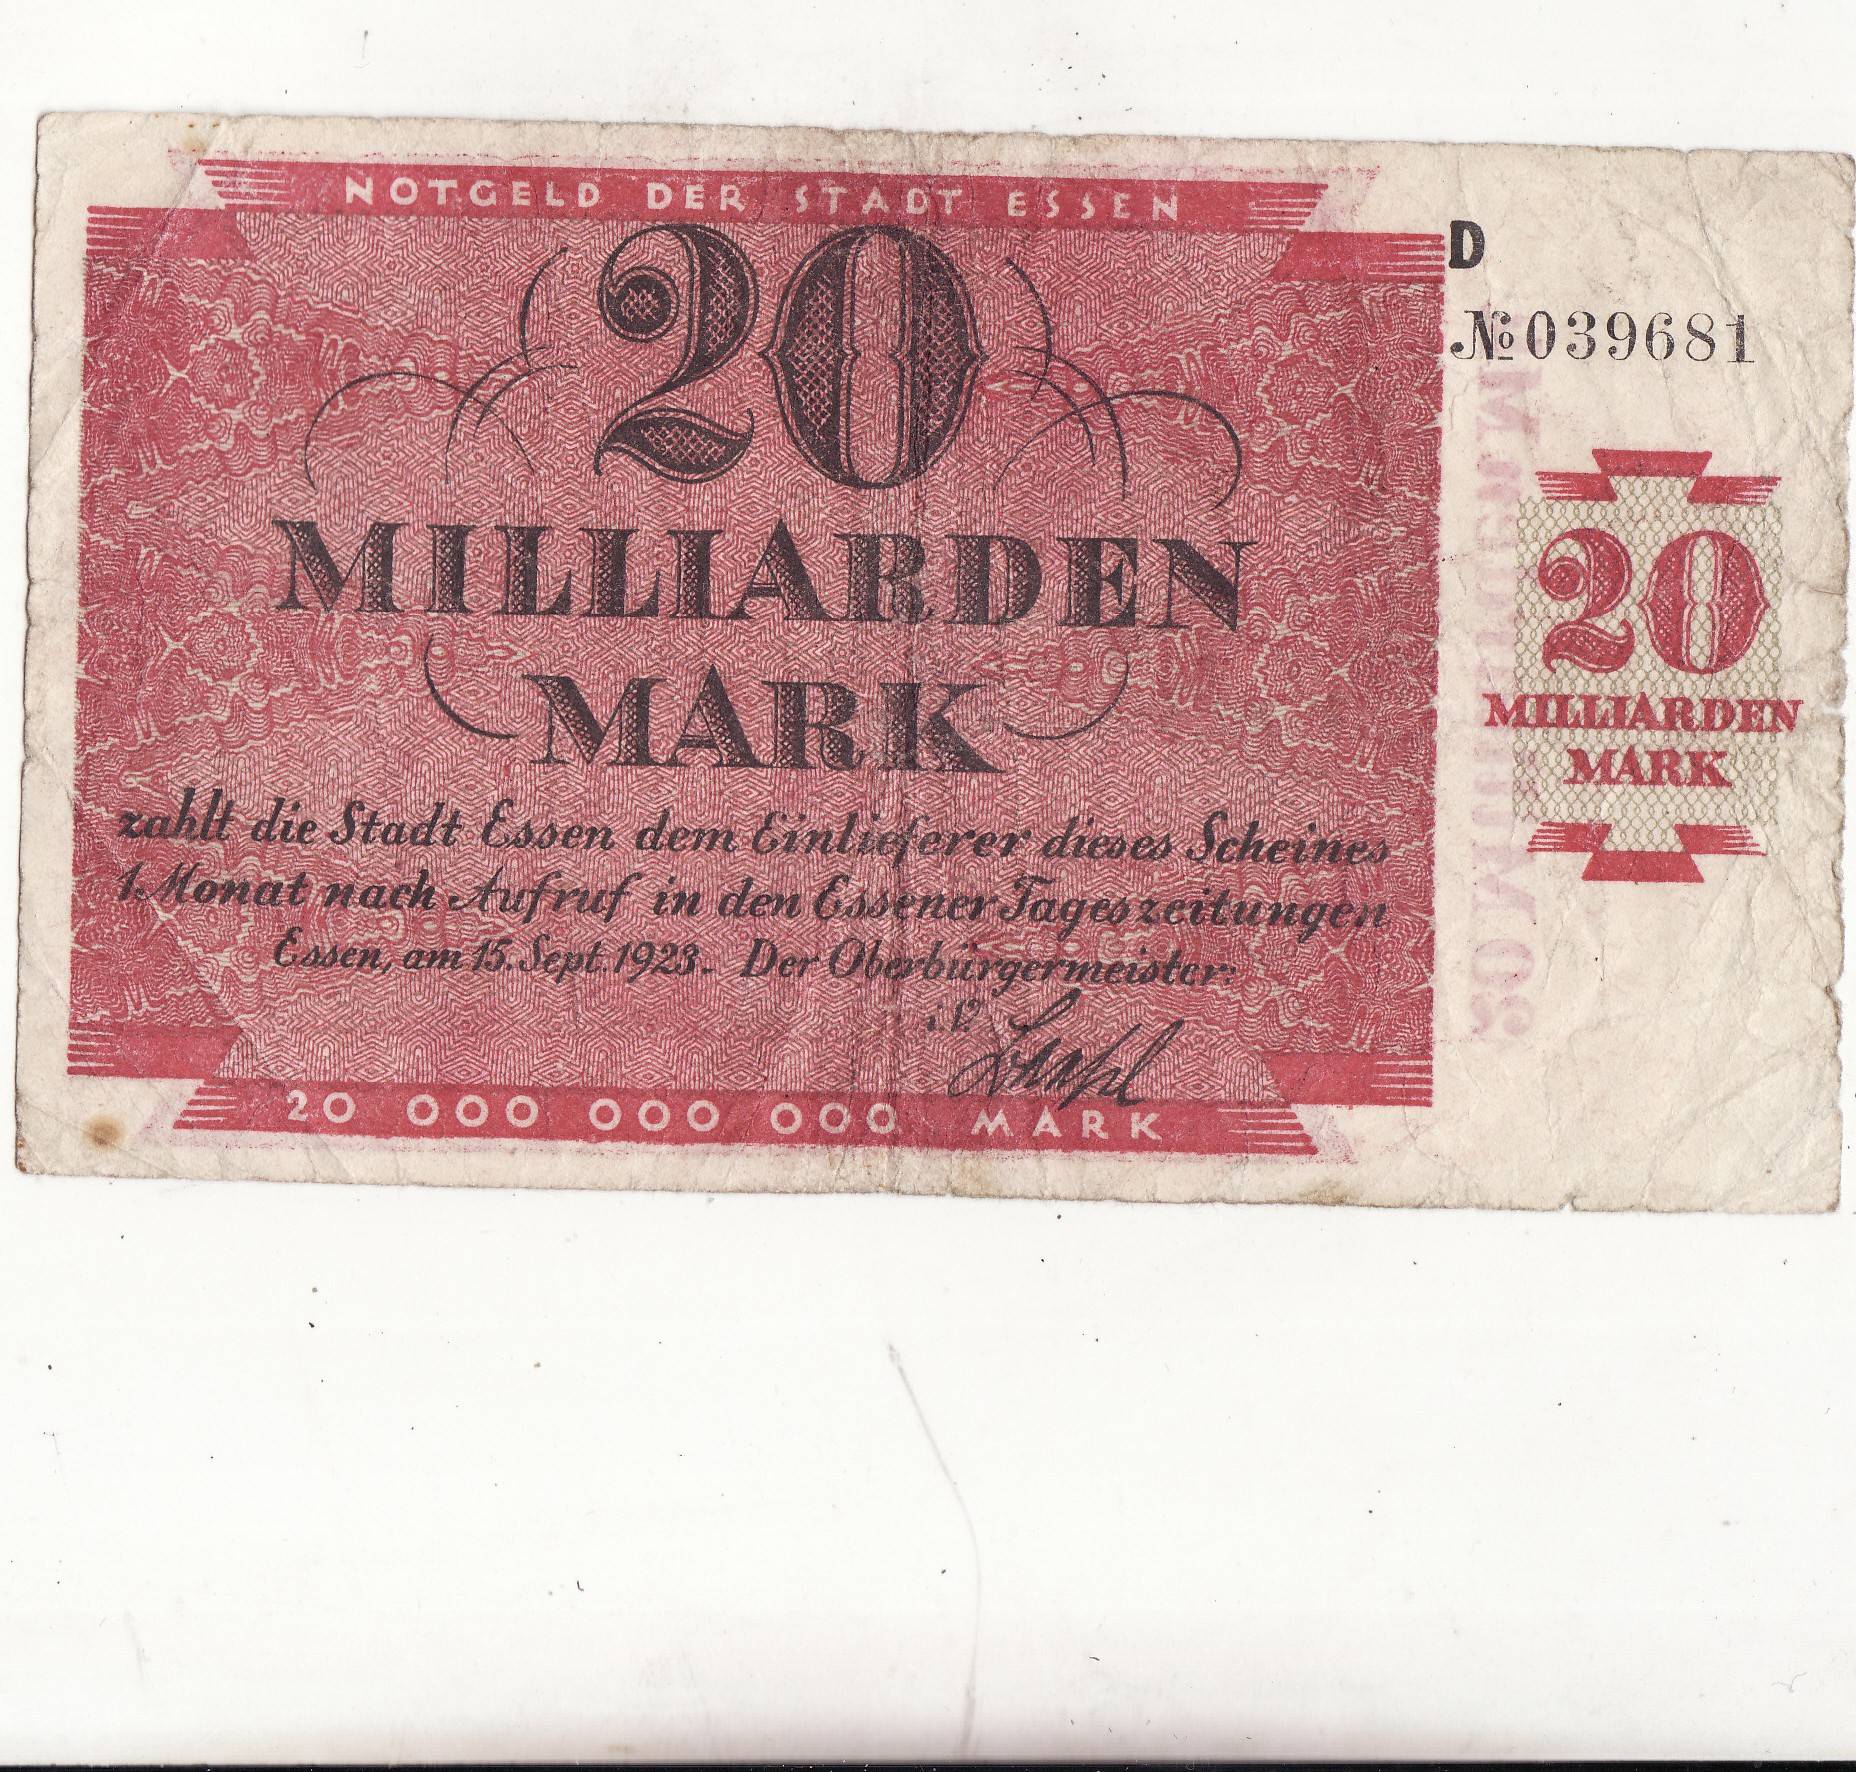 NOTGELD DER STADT ESSEN
20
MILLIARDEN
MARK
zahlt die Stadt Essen dem Einlieferer dieses Scheines
1 Monat nach Aufruf in den Essener Tageszeitungen
Essen, am 15. Sept. 1923. Der Oberbürgermeister:
i.V.
20 000 000 000 MARK
D
№ 039681
20
MILLIARDEN
MARK